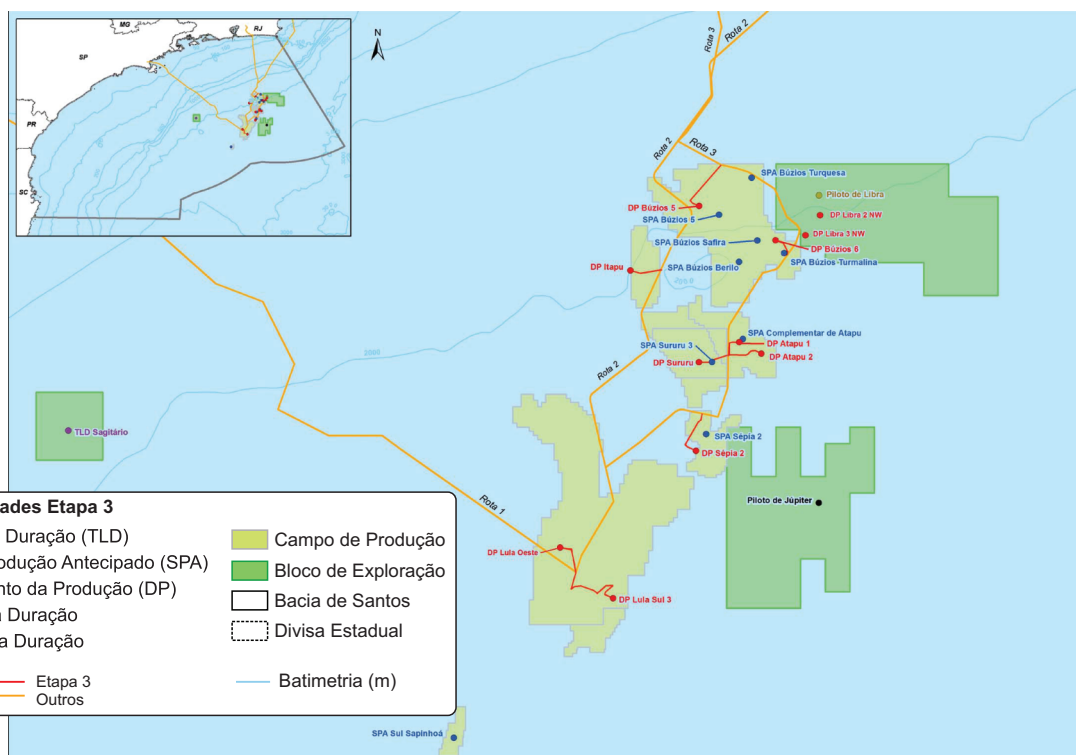 MG
RJ
SP
PR
SC
N
Rota 3
Rota 2
Rota 2
Rota 3
SPA Búzios Turquesa
Piloto de Libra
DP Búzios 5
DP Libra 2 NW
SPA Búzios 5
DP Libra 3 NW
SPA Búzios Safira
DP Búzios 6
DP Itapu
SPA Búzios Berilo
SPA Búzios Turmalina
2000
SPA Complementar de Atapu
SPA Sururu 3
DP Atapu 1
DP Atapu 2
DP Sururu
Rota 2
TLD Sagitário
SPA Sépia 2
DP Sépia 2
Rota 1
Piloto de Júpiter
DP Lula Oeste
DP Lula Sul 3
SPA Sul Sapinhoá
ades Etapa 3
Duração (TLD)
odução Antecipado (SPA)
nto da Produção (DP)
a Duração
a Duração
Etapa 3
Outros
Campo de Produção
Bloco de Exploração
Bacia de Santos
Divisa Estadual
Batimetria (m)